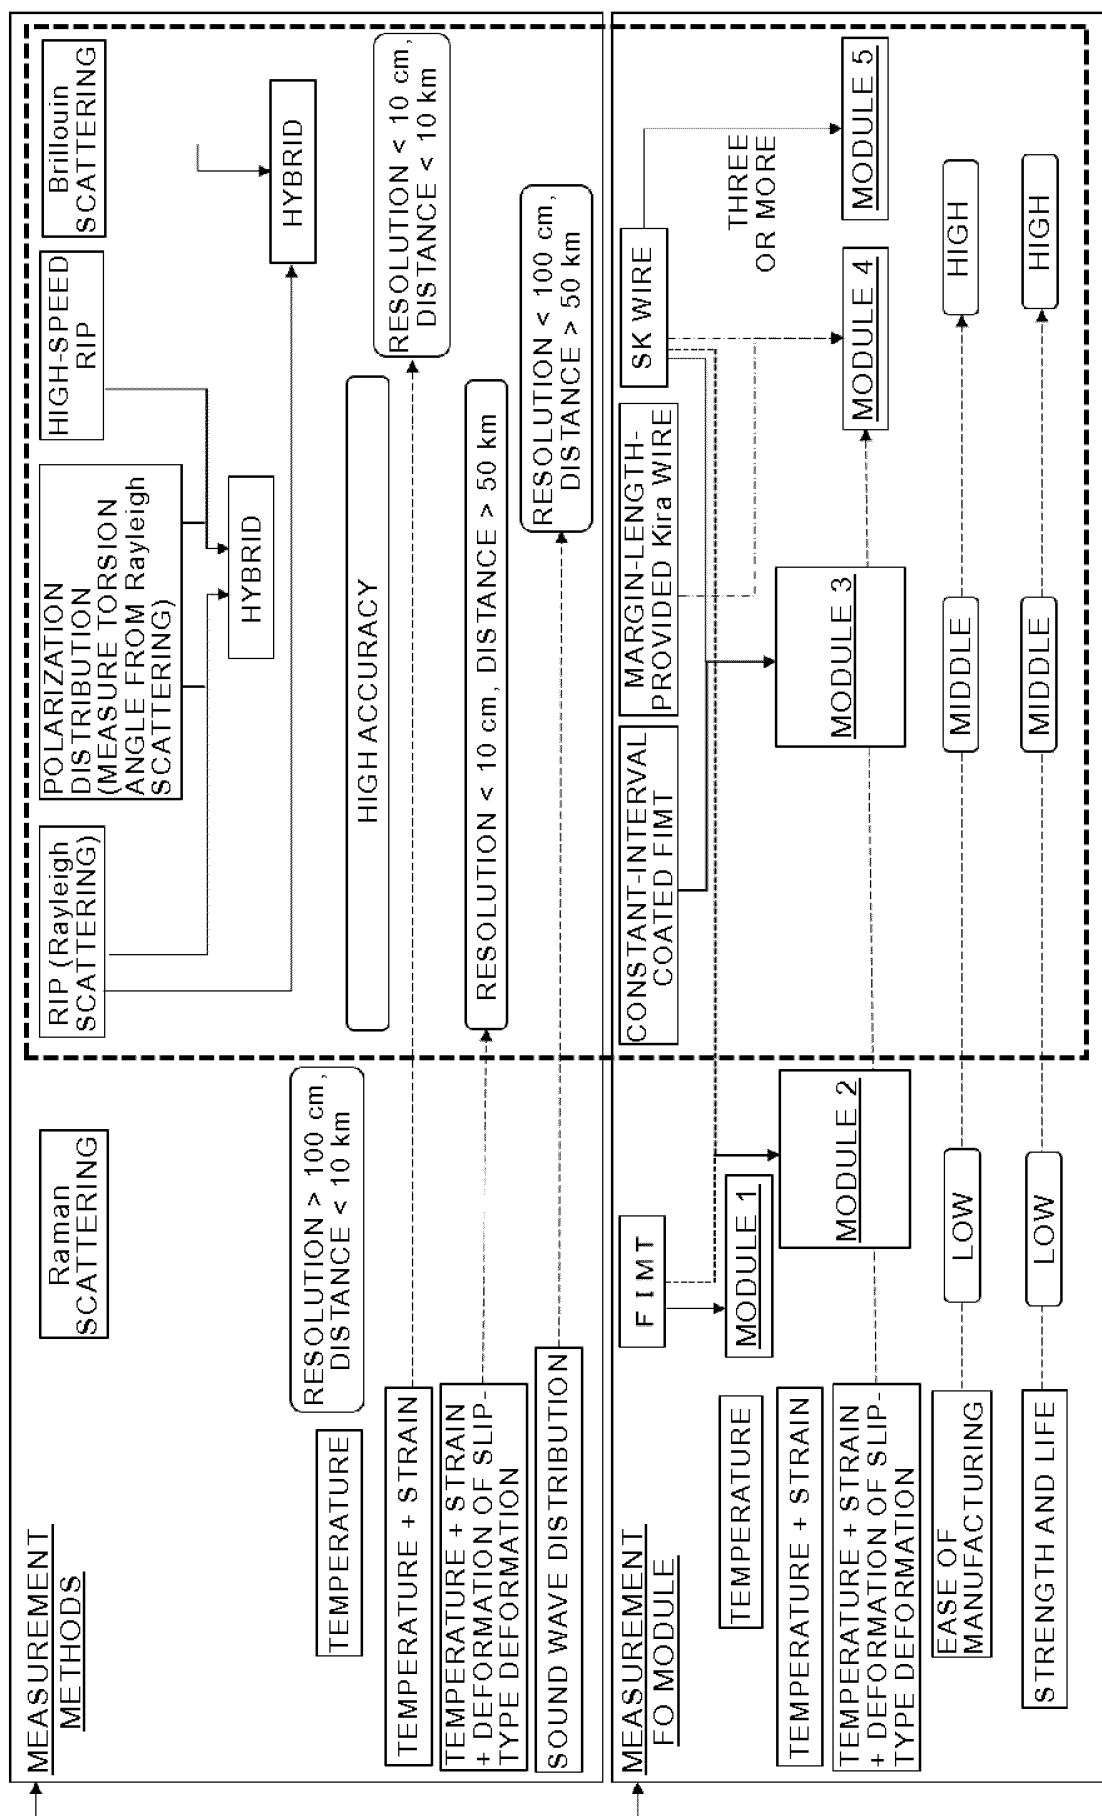 MEASUREMENT
METHODS
Raman
SCATTERING
RIP (Rayleigh
SCATTERING)
POLARIZATION
DISTRIBUTION
(MEASURE TORSION
ANGLE FROM Rayleigh
SCATTERING)
HIGH-SPEED
RIP
Brillouin
SCATTERING
HYBRID
HYBRID
TEMPERATURE
RESOLUTION > 100 cm,
DISTANCE < 10 km
HIGH ACCURACY
TEMPERATURE + STRAIN
RESOLUTION < 10 cm,
DISTANCE < 10 km
TEMPERATURE + STRAIN
+ DEFORMATION OF SLIP-
TYPE DEFORMATION
RESOLUTION < 10 cm, DISTANCE > 50 km
SOUND WAVE DISTRIBUTION
RESOLUTION < 100 cm,
DISTANCE > 50 km
MEASUREMENT
FO MODULE
FIMT
CONSTANT-INTERVAL
COATED FIMT
MARGIN-LENGTH-
PROVIDED Kira WIRE
SK WIRE
THREE
OR MORE
TEMPERATURE
MODULE 1
TEMPERATURE + STRAIN
TEMPERATURE + STRAIN
+ DEFORMATION OF SLIP-
TYPE DEFORMATION
MODULE 2
MODULE 3
MODULE 4
MODULE 5
EASE OF
MANUFACTURING
LOW
MIDDLE
HIGH
STRENGTH AND LIFE
LOW
MIDDLE
HIGH